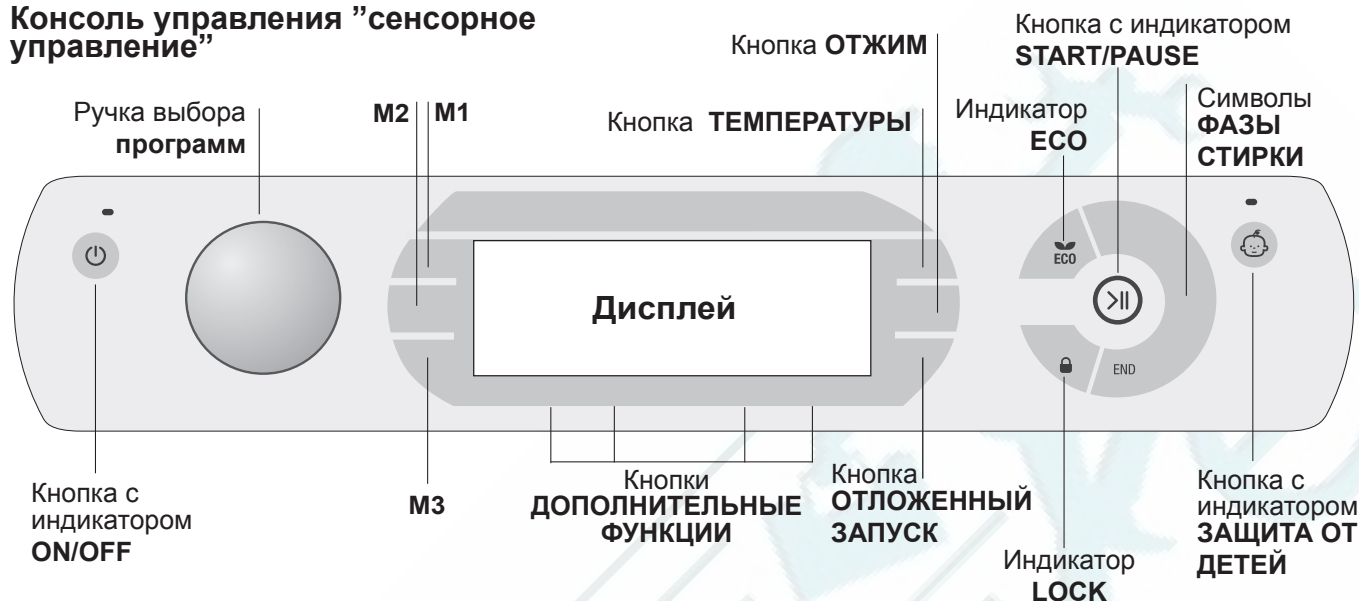 Консоль управления ”сенсорное
управление”
Кнопка ОТЖИМ
Кнопка с индикатором
START/PAUSE
Ручка выбора
программ
M2
M1
Кнопка ТЕМПЕРАТУРЫ
Индикатор
ECO
Символы
ФАЗЫ
СТИРКИ
ECO
Дисплей
END
Кнопка с
индикатором
ON/OFF
M3
Кнопки
ДОПОЛНИТЕЛЬНЫЕ
ФУНКЦИИ
Кнопка
ОТЛОЖЕННЫЙ
ЗАПУСК
Индикатор
LOCK
Кнопка с
индикатором
ЗАЩИТА ОТ
ДЕТЕЙ